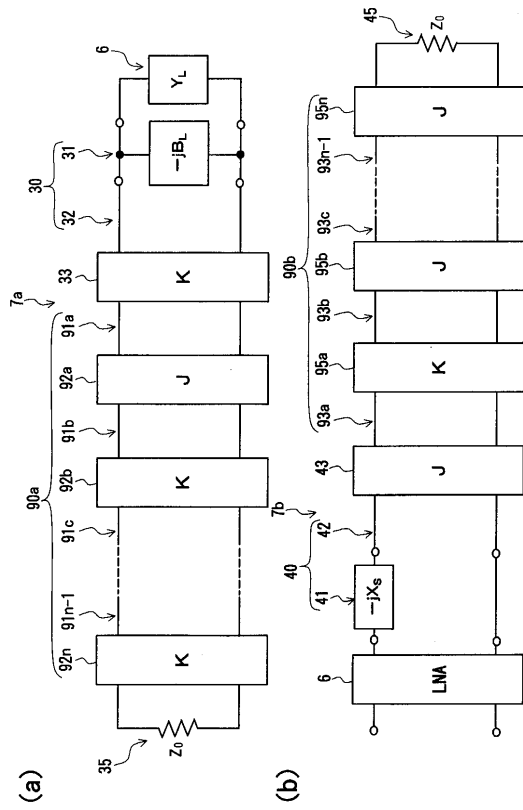 (a)
7a
90a
30
35
92n
91n-1
91c
92b
91b
92a
91a
33
32
31
6
Z0
K
K
J
K
-jBL
YL
(b)
7b
40
90b
6
41
42
43
93a
95a
93b
95b
93c
93n-1
95n
45
LNA
-jXS
J
K
J
J
Z0